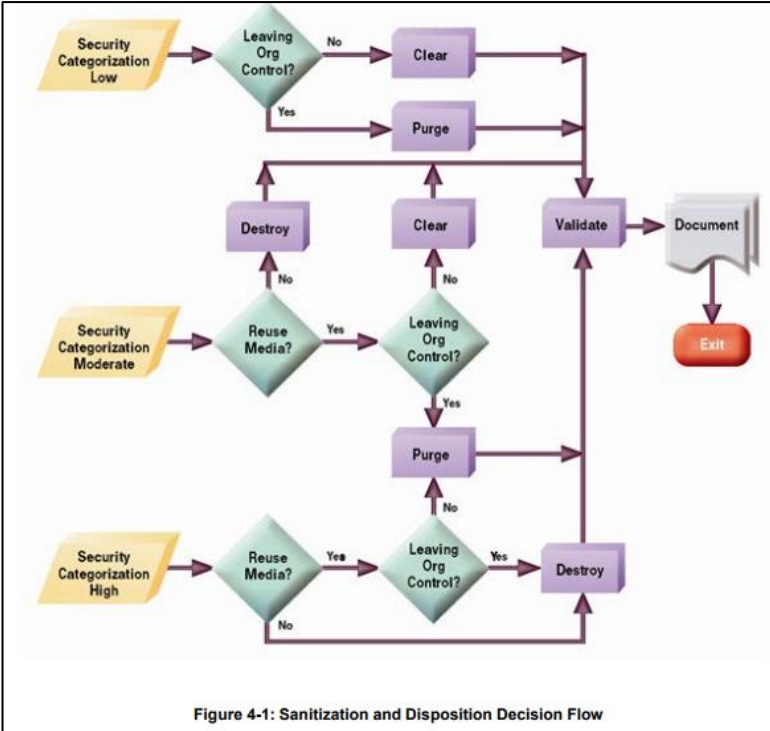 Security
Categorization
Low
Leaving
Org
Control?
No
Clear
Yes
Purge
Destroy
Clear
Validate
Document
No
No
Security
Categorization
Moderate
Reuse
Media?
Yes
Leaving
Org
Control?
Exit
Yes
Purge
No
Security
Categorization
High
Reuse
Media?
Yes
Leaving
Org
Control?
Yes
Destroy
No
Figure 4-1: Sanitization and Disposition Decision Flow